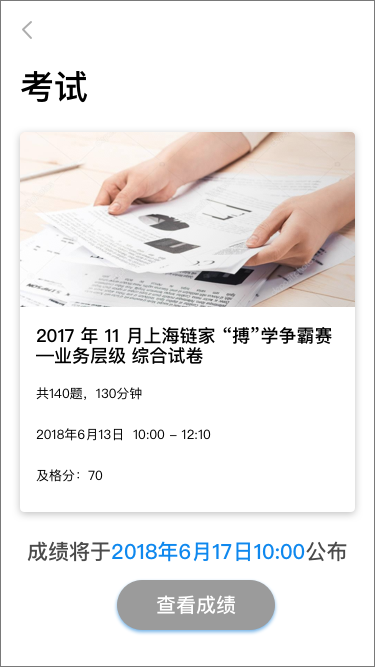 考试
2017 年 11 月上海链家 “搏”学争霸赛
—业务层级 综合试卷
共140题，130分钟
2018年6月13日 10:00 – 12:10
及格分：70
成绩将于2018年6月17日10:00公布
查看成绩